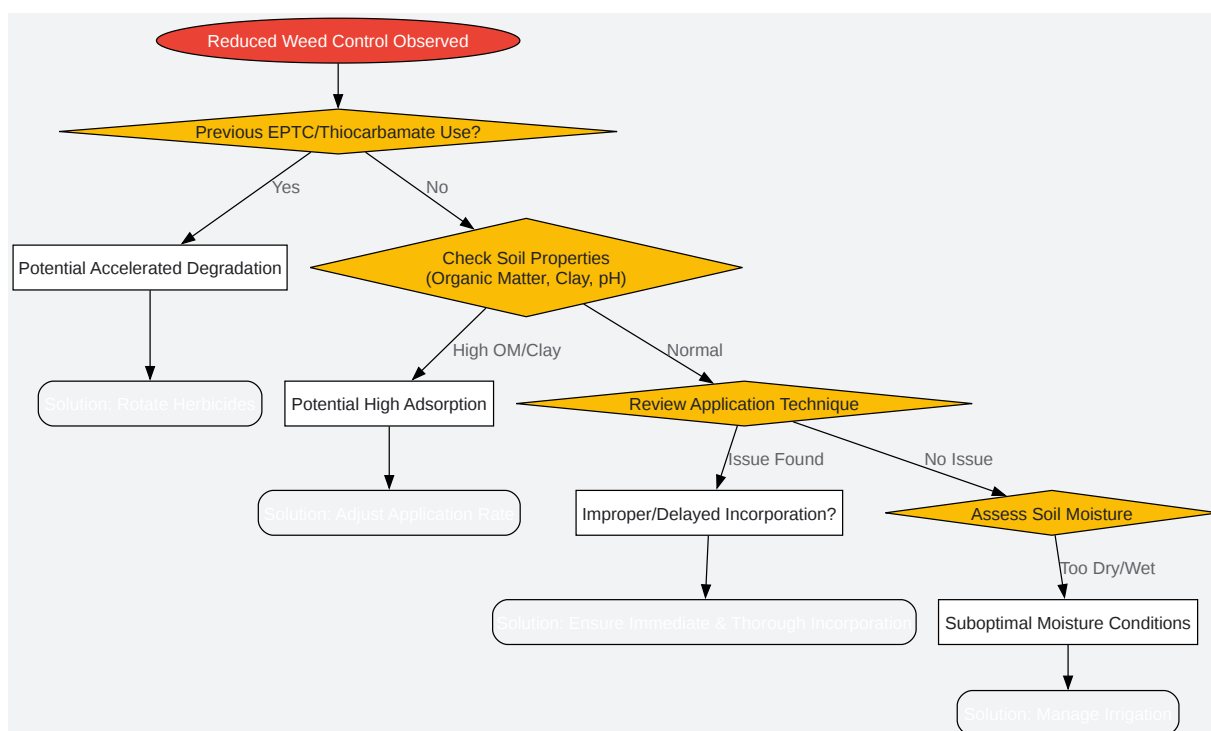 Reduced Weed Control Observed
Previous EPTC/Thiocarbamate Use?
Yes
No
Potential Accelerated Degradation
Check Soil Properties
(Organic Matter, Clay, pH)
High OM/Clay
Normal
Solution: Rotate Herbicides
Potential High Adsorption
Review Application Technique
Issue Found
No Issue
Solution: Adjust Application Rate
Improper/Delayed Incorporation?
Assess Soil Moisture
Too Dry/Wet
Solution: Ensure Immediate & Thorough Incorporation
Suboptimal Moisture Conditions
Solution: Manage Irrigation